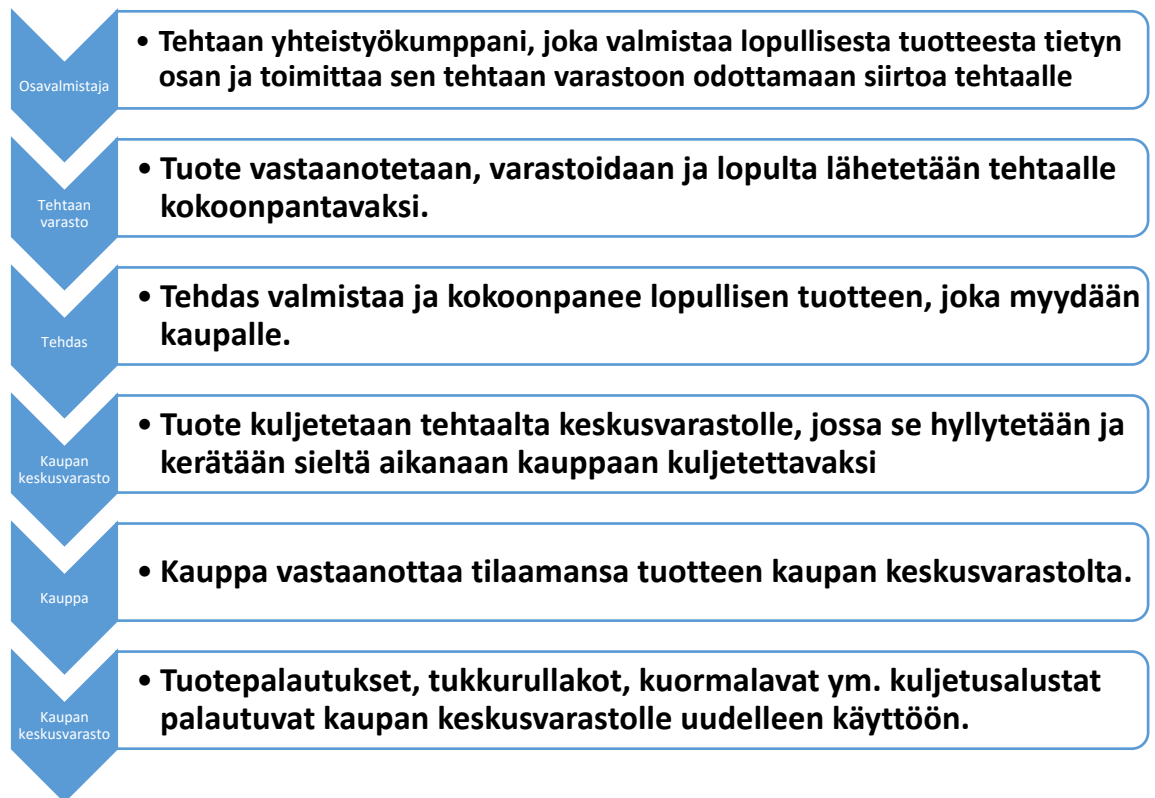 Osavalmistaja
• Tehtaan yhteistyökumppani, joka valmistaa lopullisesta tuotteesta tietyn
osan ja toimittaa sen tehtaan varastoon odottamaan siirtoa tehtaalle
Tehtaan
varasto
• Tuote vastaanotetaan, varastoidaan ja lopulta lähetetään tehtaalle
kokoonpantavaksi.
Tehdas
• Tehdas valmistaa ja kokoonpanee lopullisen tuotteen, joka myydään
kaupalle.
Kaupan
keskusvarasto
• Tuote kuljetetaan tehtaalta keskusvarastolle, jossa se hyllytetään ja
kerätään sieltä aikanaan kauppaan kuljetettavaksi
Kauppa
• Kauppa vastaanottaa tilaamansa tuotteen kaupan keskusvarastolta.
Kaupan
keskusvarasto
• Tuotepalautukset, tukkurullakot, kuormalavat ym. kuljetusalustat
palautuvat kaupan keskusvarastolle uudelleen käyttöön.